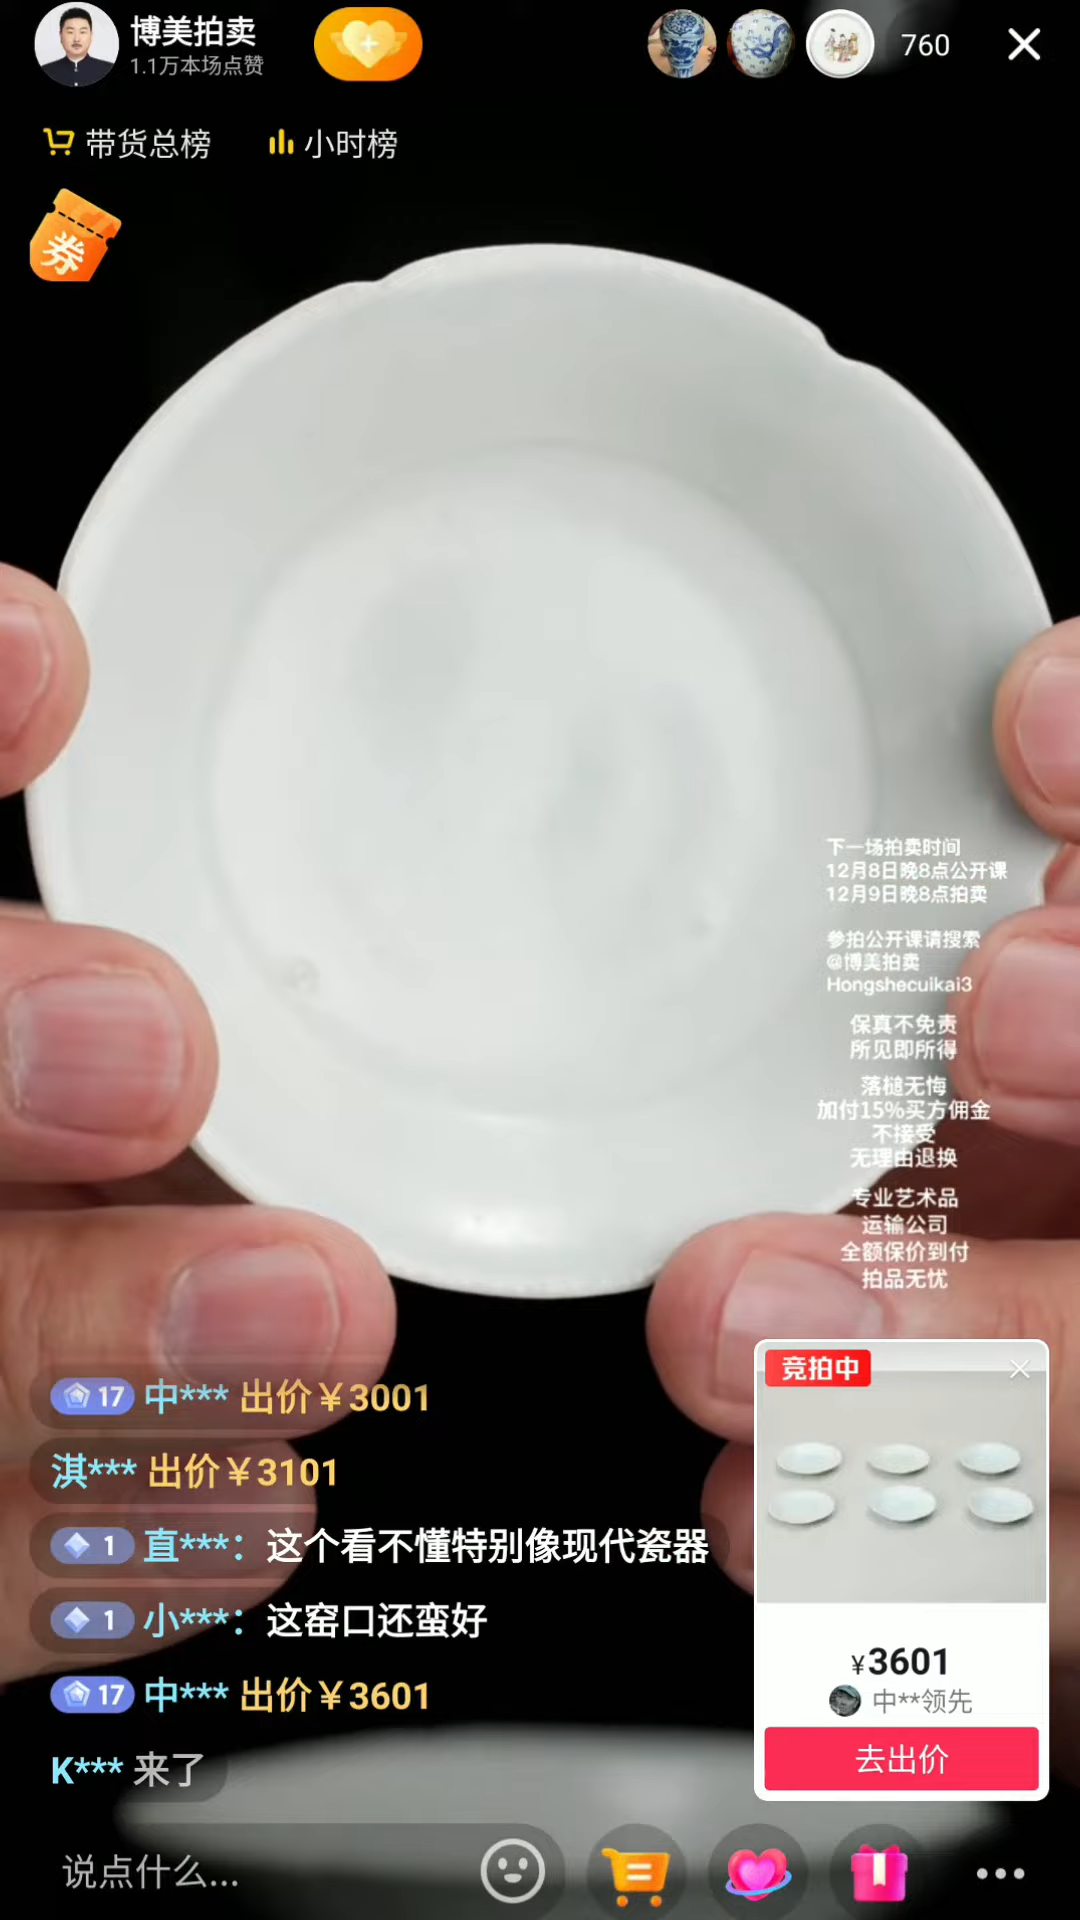 博美拍卖
1.1万本场点赞
760
带货总榜
小时榜
券
下一场拍卖时间
12月8日晚8点公开课
12月9日晚8点拍卖
参拍公开课请搜索
@博美拍卖
Hongshecuikai3
保真不免责
所见即所得
落槌无悔
加付15%买方佣金
不接受
无理由退换
专业艺术品
运输公司
全额保价到付
拍品无忧
17 中*** 出价￥3001
淇*** 出价￥3101
1 直***：这个看不懂特别像现代瓷器
1 小***：这窑口还蛮好
17 中*** 出价￥3601
K*** 来了
竞拍中
¥3601
中**领先
去出价
说点什么...